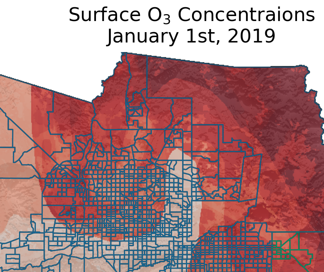 Surface O₃ Concentraions
January 1st, 2019